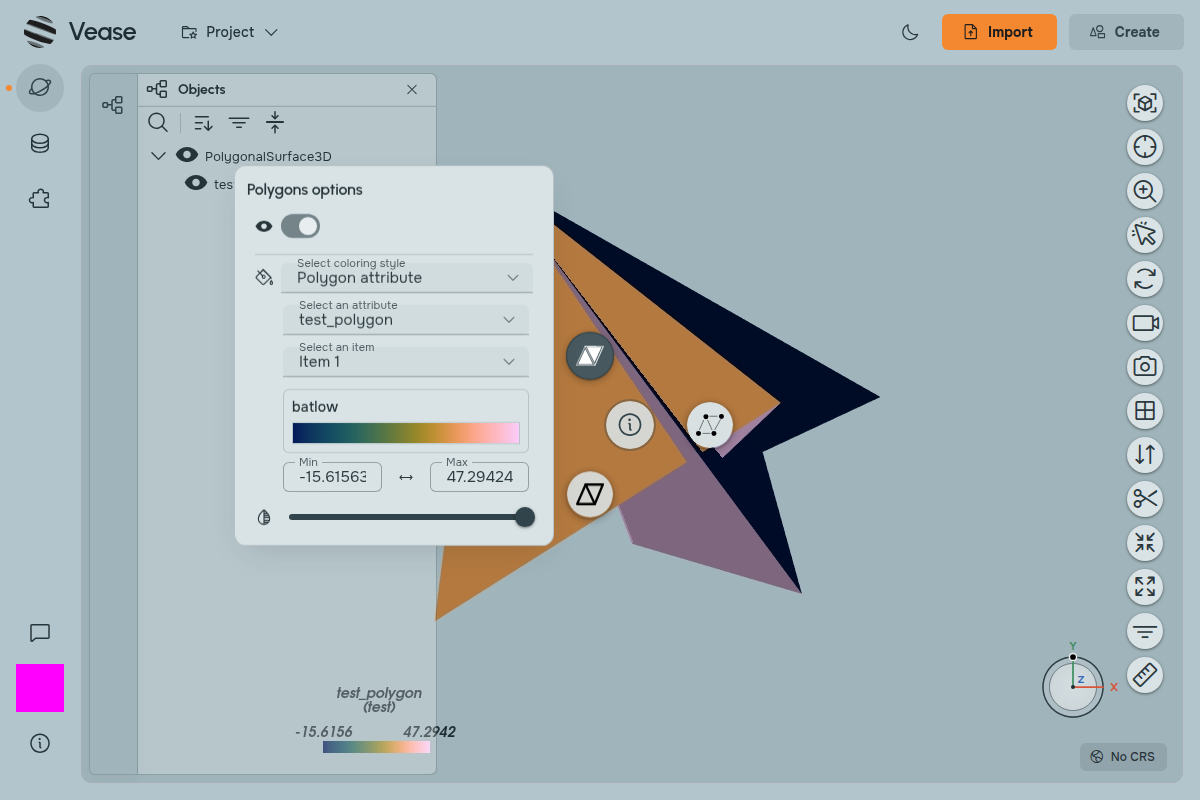 Vease
Project
Import
Create
Objects
PolygonalSurface3D
tes
Polygons options
Select coloring style
Polygon attribute
Select an attribute
test_polygon
Select an item
Item 1
batlow
Min
-15.61563
Max
47.29424
test_polygon
(test)
-15.6156 47.2942
Y
Z
X
No CRS